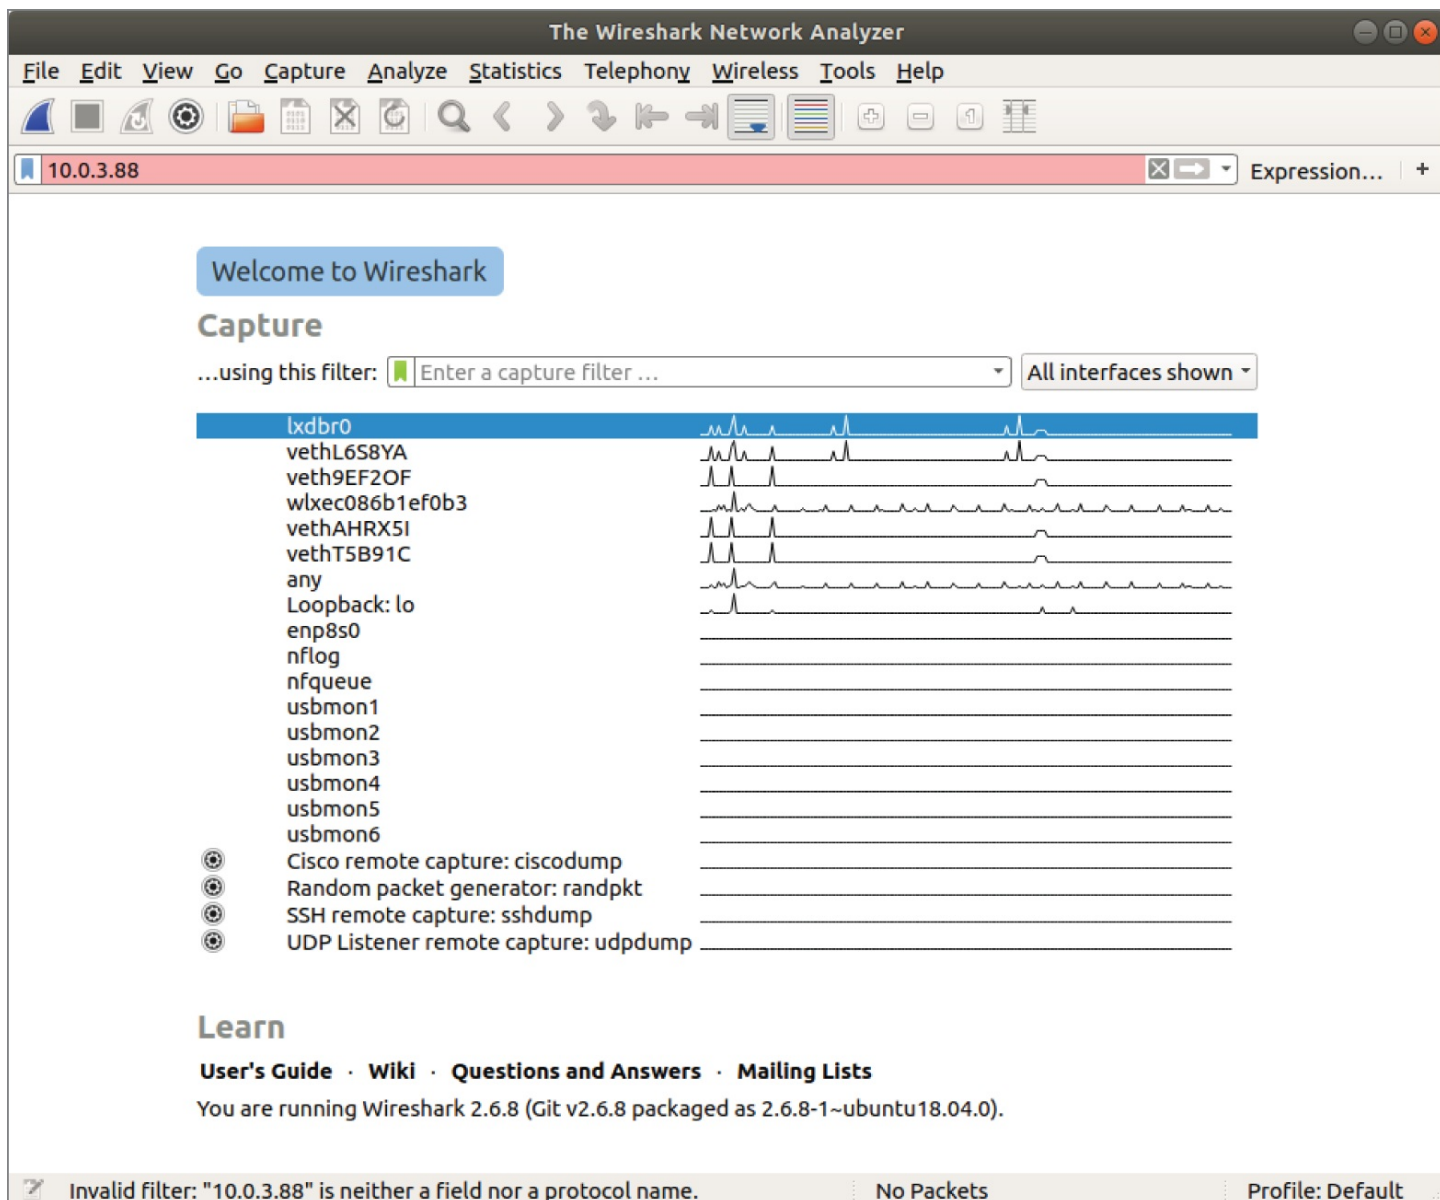 The Wireshark Network Analyzer
File Edit View Go Capture Analyze Statistics Telephony Wireless Tools Help
10.0.3.88 Expression… +
Welcome to Wireshark
Capture
…using this filter: Enter a capture filter … All interfaces shown
lxdbr0
vethL6S8YA
veth9EF2OF
wlxec086b1ef0b3
vethAHRX5I
vethT5B91C
any
Loopback: lo
enp8s0
nflog
nfqueue
usbmon1
usbmon2
usbmon3
usbmon4
usbmon5
usbmon6
Cisco remote capture: ciscodump
Random packet generator: randpkt
SSH remote capture: sshdump
UDP Listener remote capture: udpdump
Learn
User's Guide · Wiki · Questions and Answers · Mailing Lists
You are running Wireshark 2.6.8 (Git v2.6.8 packaged as 2.6.8-1~ubuntu18.04.0).
Invalid filter: "10.0.3.88" is neither a field nor a protocol name. No Packets Profile: Default